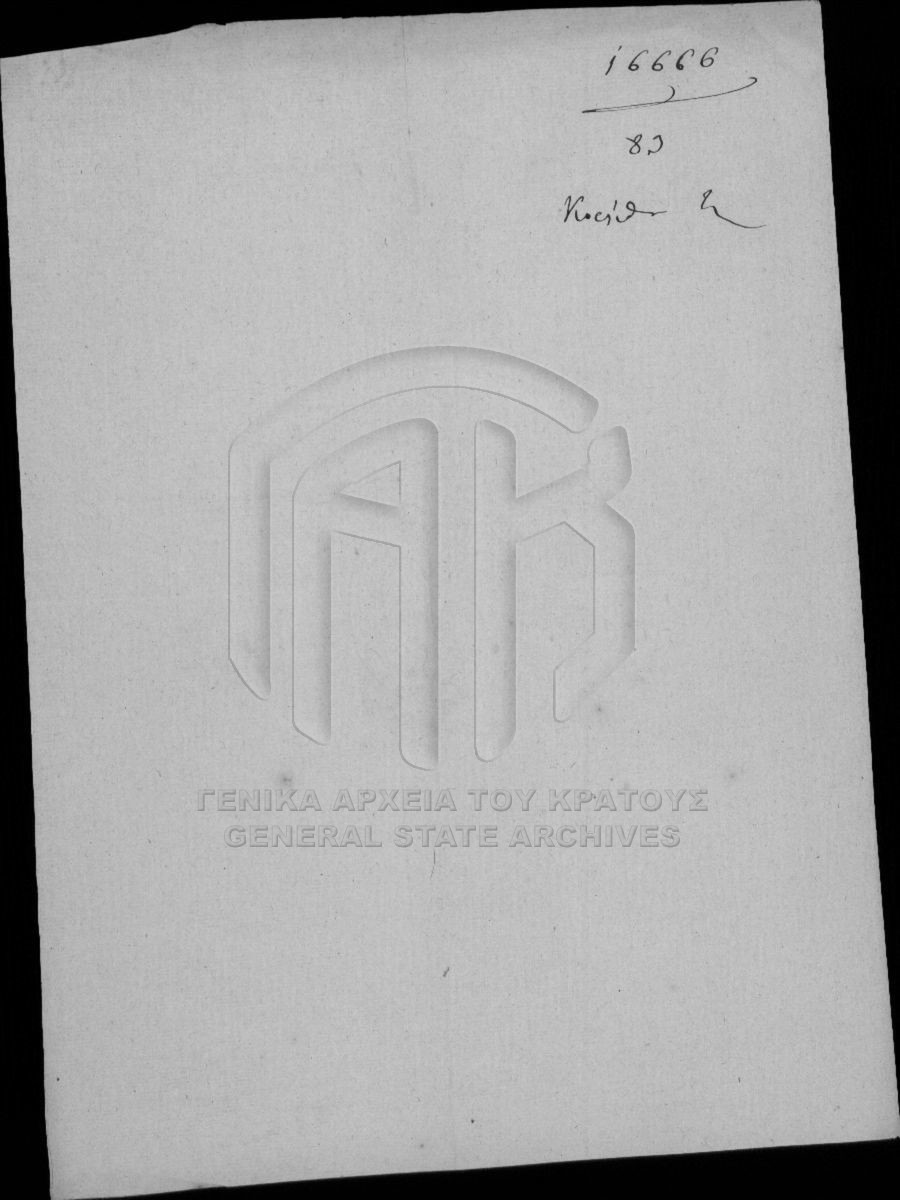 16666
83
ΓΕΝΙΚΑ ΑΡΧΕΙΑ ΤΟΥ ΚΡΑΤΟΥΣ
GENERAL STATE ARCHIVES